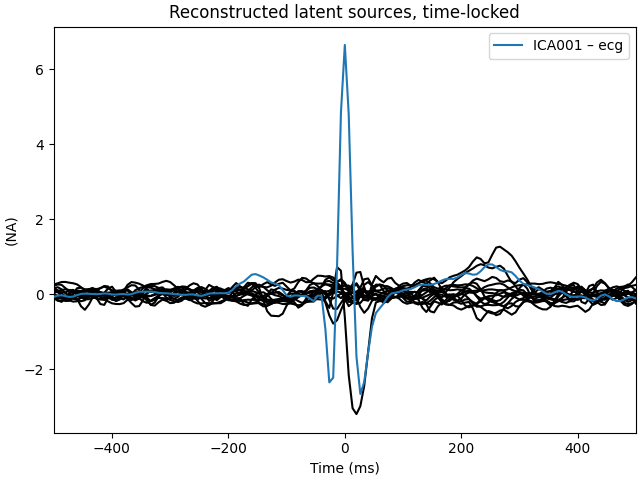 Reconstructed latent sources, time-locked
ICA001 – ecg
6
4
2
0
−2
(NA)
−400
−200
0
200
400
Time (ms)